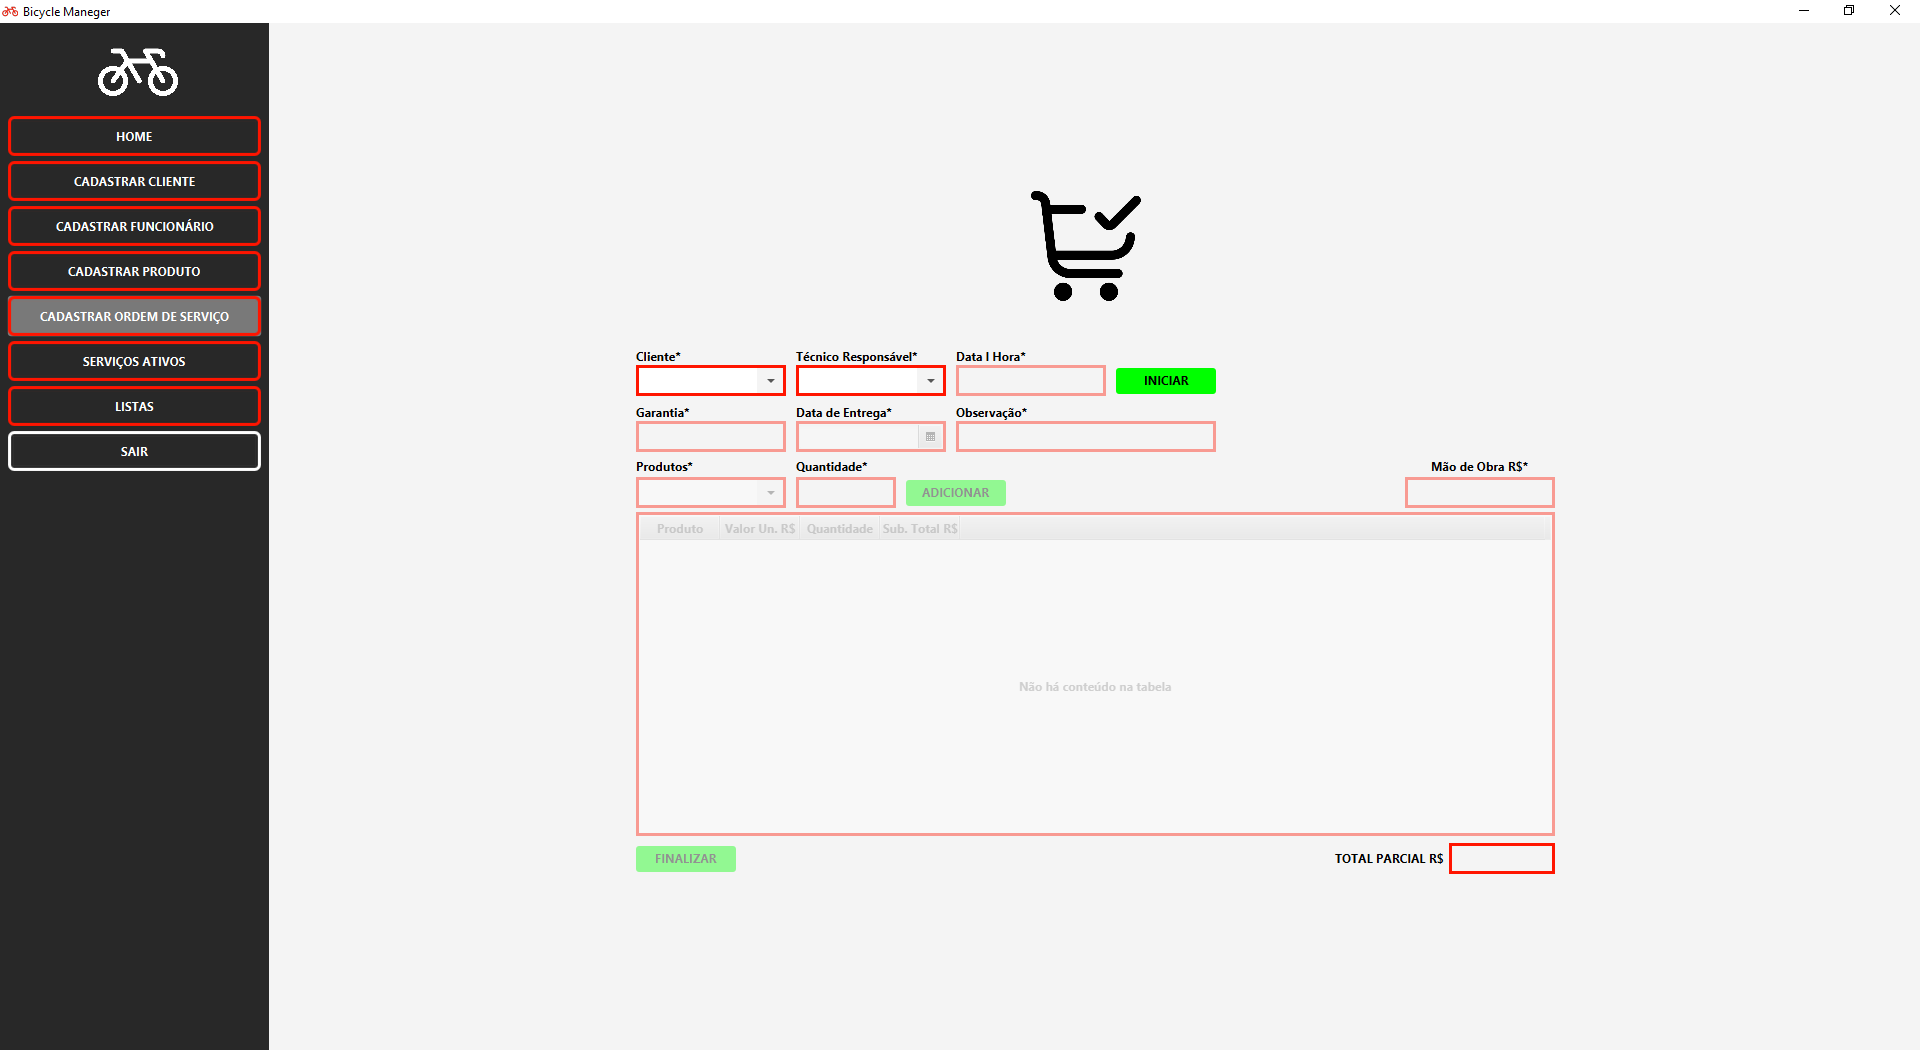 Bicycle Maneger
HOME
CADASTRAR CLIENTE
CADASTRAR FUNCIONÁRIO
CADASTRAR PRODUTO
CADASTRAR ORDEM DE SERVIÇO
SERVIÇOS ATIVOS
LISTAS
SAIR
Cliente* Técnico Responsável* Data I Hora*
INICIAR
Garantia* Data de Entrega* Observação*
Produtos* Quantidade* Mão de Obra R$*
ADICIONAR
Produto Valor Un. R$ Quantidade Sub. Total R$
Não há conteúdo na tabela
FINALIZAR TOTAL PARCIAL R$